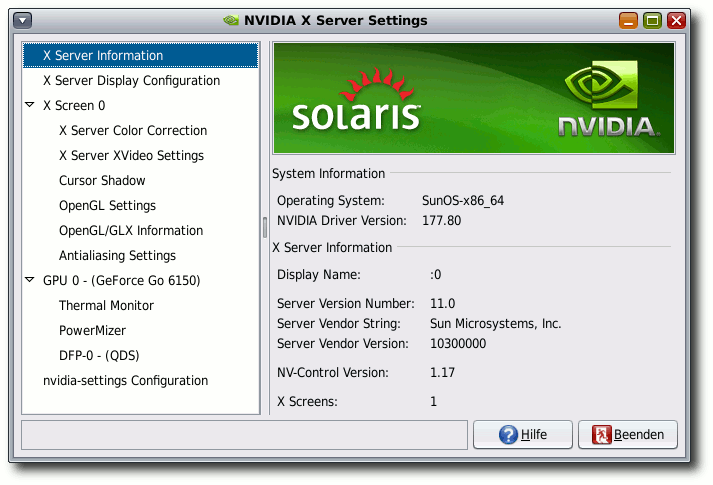 NVIDIA X Server Settings
X Server Information
X Server Display Configuration
X Screen 0
X Server Color Correction
X Server XVideo Settings
Cursor Shadow
OpenGL Settings
OpenGL/GLX Information
Antialiasing Settings
GPU 0 - (GeForce Go 6150)
Thermal Monitor
PowerMizer
DFP-0 - (QDS)
nvidia-settings Configuration
solaris™
nVIDIA.
System Information
Operating System: SunOS-x86_64
NVIDIA Driver Version: 177.80
X Server Information
Display Name: :0
Server Version Number: 11.0
Server Vendor String: Sun Microsystems, Inc.
Server Vendor Version: 10300000
NV-Control Version: 1.17
X Screens: 1
Hilfe
Beenden